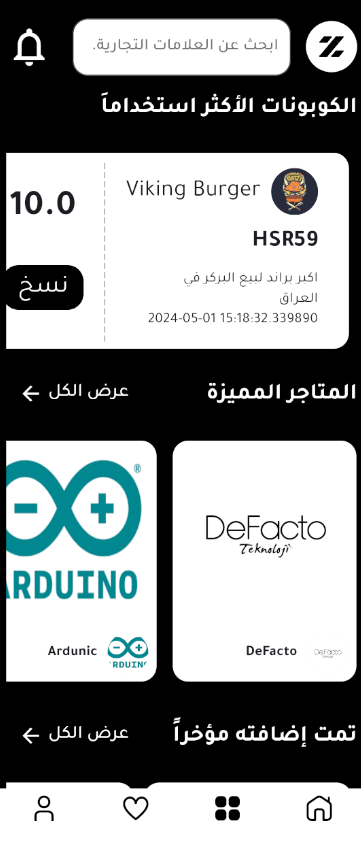 ابحث عن العلامات التجارية.
الكوبونات الأكثر استخداماً
Viking Burger
HSR59
اكبر براند لبيع البركر في
العراق
2024-05-01 15:18:32.339890
10.0
نسخ
المتاجر المميزة
عرض الكل
DeFacto
Teknoloji
DeFacto
ARDUINO
Ardunic
تمت إضافته مؤخراً
عرض الكل